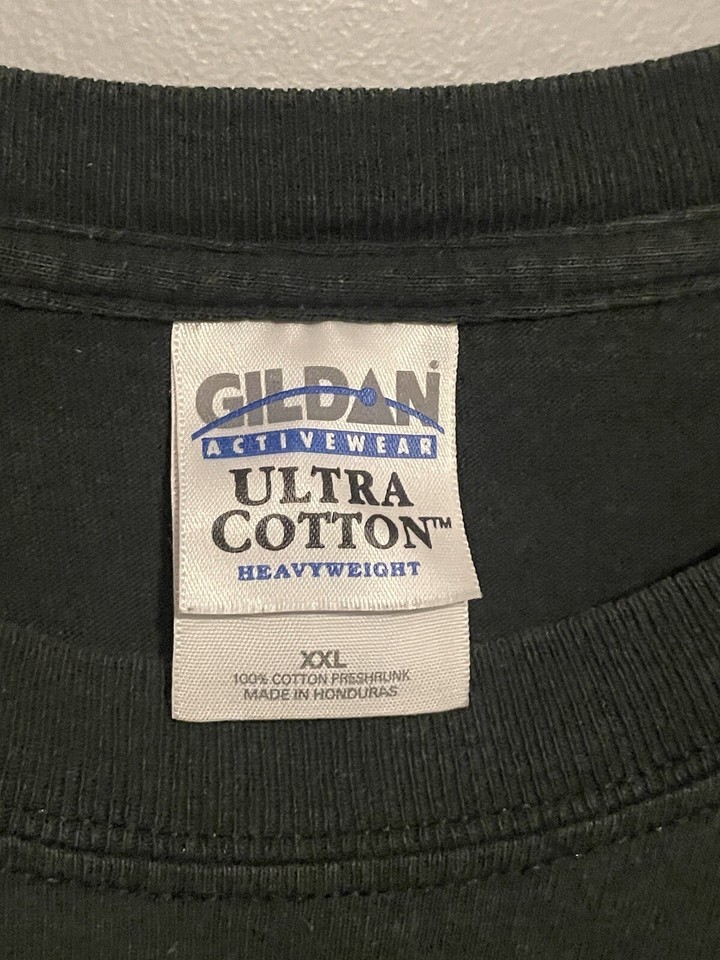 GILDAN®
ACTIVEWEAR
ULTRA
COTTON™
HEAVYWEIGHT
XXL
100% COTTON PRESHRUNK
MADE IN HONDURAS